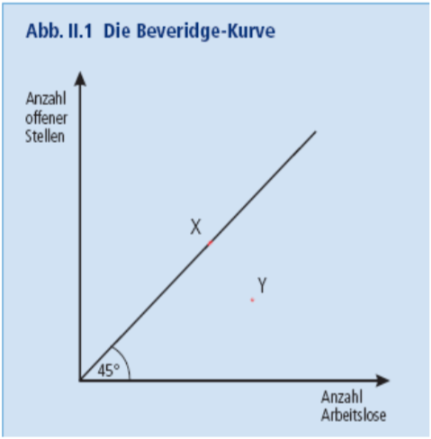 Abb. II.1 Die Beveridge-Kurve
Anzahl
offener
Stellen
X
Y
45°
Anzahl
Arbeitslose